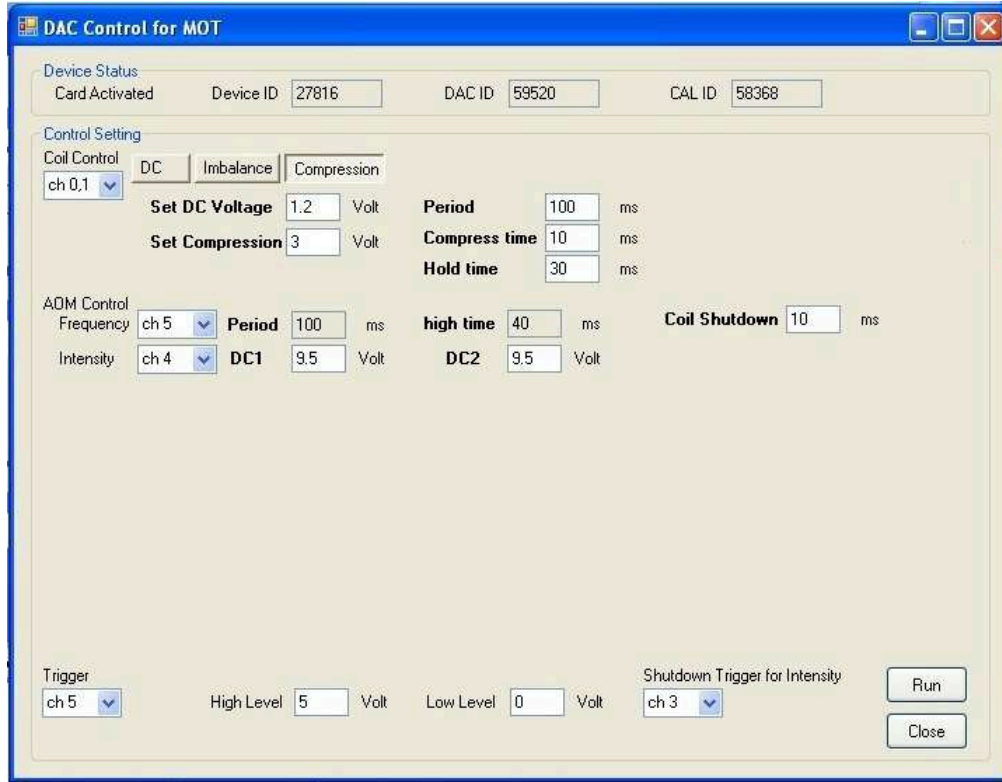 DAC Control for MOT
Device Status
Card Activated Device ID 27816 DAC ID 59520 CAL ID 58368
Control Setting
Coil Control
ch 0,1 DC Imbalance Compression
Set DC Voltage 1.2 Volt Period 100 ms
Set Compression 3 Volt Compress time 10 ms
Hold time 30 ms
AOM Control
Frequency ch 5 Period 100 ms high time 40 ms Coil Shutdown 10 ms
Intensity ch 4 DC1 9.5 Volt DC2 9.5 Volt
Trigger Shutdown Trigger for Intensity
ch 5 High Level 5 Volt Low Level 0 Volt ch 3 Run
Close